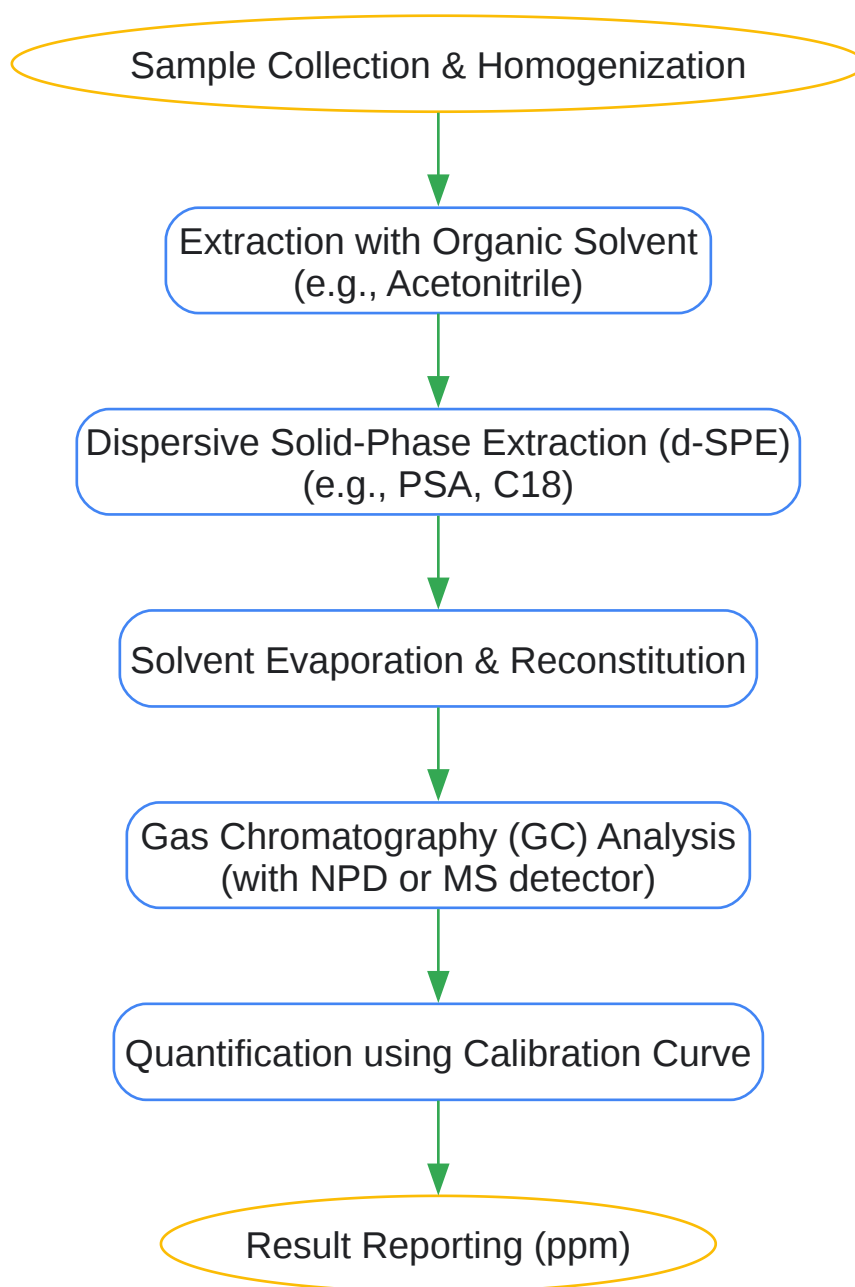 Sample Collection & Homogenization
Extraction with Organic Solvent
(e.g., Acetonitrile)
Dispersive Solid-Phase Extraction (d-SPE)
(e.g., PSA, C18)
Solvent Evaporation & Reconstitution
Gas Chromatography (GC) Analysis
(with NPD or MS detector)
Quantification using Calibration Curve
Result Reporting (ppm)